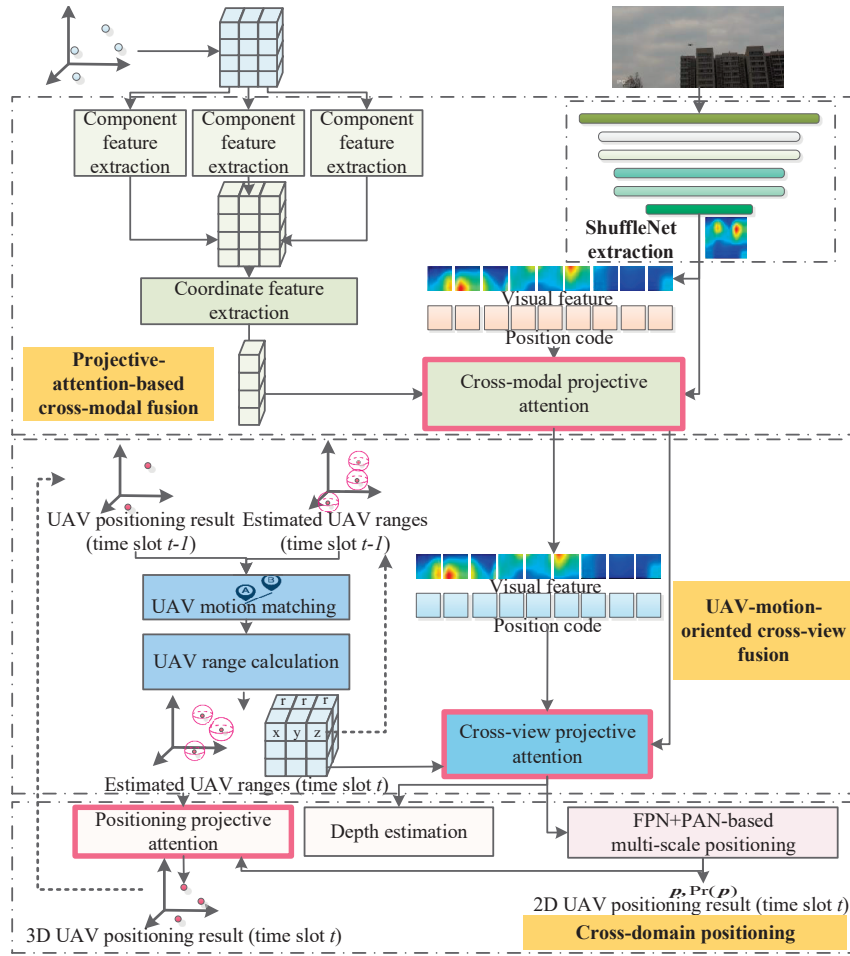 Component
feature
extraction
Component
feature
extraction
Component
feature
extraction
ShuffleNet
extraction
Coordinate feature
extraction
Visual feature
Position code
Projective-
attention-based
cross-modal fusion
Cross-modal projective
attention
UAV positioning result
(time slot t-1)
Estimated UAV ranges
(time slot t-1)
A
B
UAV motion matching
UAV range calculation
Visual feature
Position code
UAV-motion-
oriented cross-view
fusion
r r r
x y z
Cross-view projective
attention
Estimated UAV ranges (time slot t)
Positioning projective
attention
Depth estimation
FPN+PAN-based
multi-scale positioning
p, Pr(p)
2D UAV positioning result (time slot t)
3D UAV positioning result (time slot t)
Cross-domain positioning